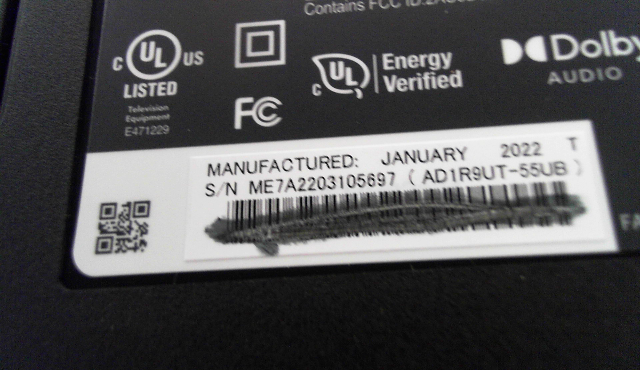 Contains FCC ID:
c UL US
LISTED
Television
Equipment
E471229
FC
c UL
Energy
Verified
Dolby
AUDIO
MANUFACTURED: JANUARY 2022 T
S/N ME7A2203105697 ( AD1R9UT-55UB )